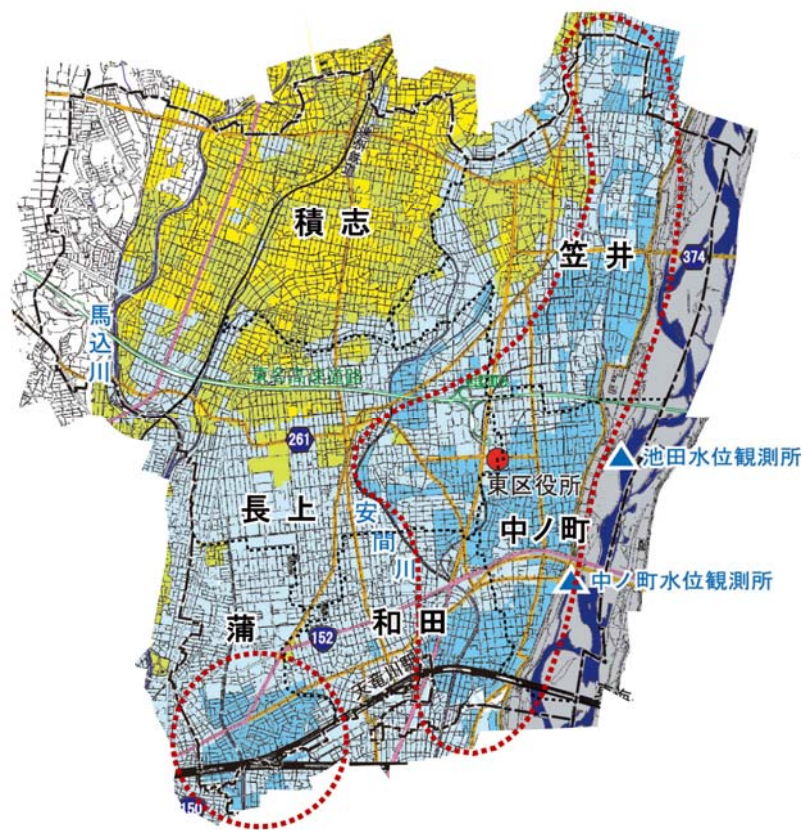 積志
笠井
374
馬込川
東名高速道路
261
東区役所
池田水位観測所
長上
安間川
中ノ町
中ノ町水位観測所
蒲
152
和田
天竜川駅
150